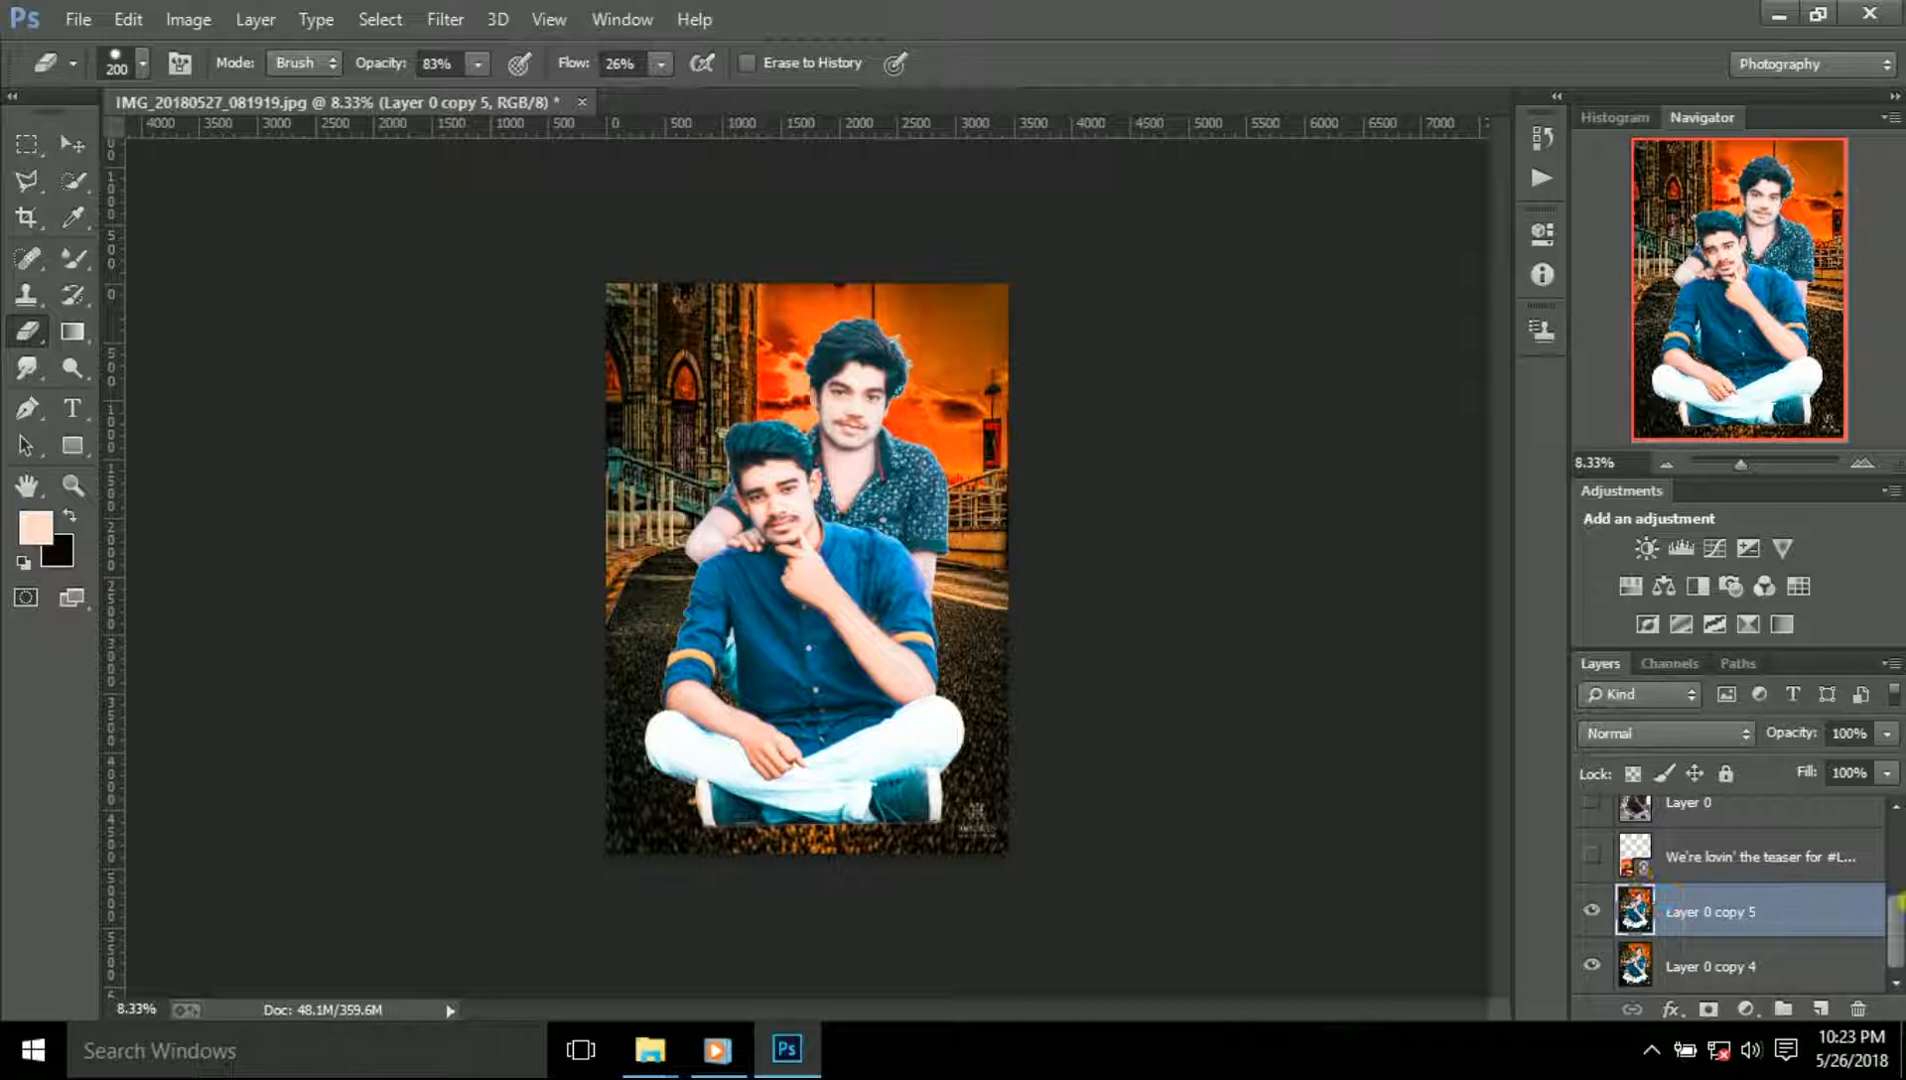 Ps File Edit Image Layer Type Select Filter 3D View Window Help
200 Mode: Brush Opacity: 83% Flow: 26% Erase to History Photography
IMG_20180527_081919.jpg @ 8.33% (Layer 0 copy 5, RGB/8) *
4000 3500 3000 2500 2000 1500 1000 500 0 500 1000 1500 2000 2500 3000 3500 4000 4500 5000 5500 6000 6500 7000
Histogram Navigator
8.33%
Adjustments
Add an adjustment
Layers Channels Paths
Kind
Normal Opacity: 100%
Lock: Fill: 100%
Layer 0
We're lovin' the teaser for #L...
Layer 0 copy 5
Layer 0 copy 4
8.33% Doc: 48.1M/359.6M
Search Windows
Ps
10:23 PM
5/26/2018